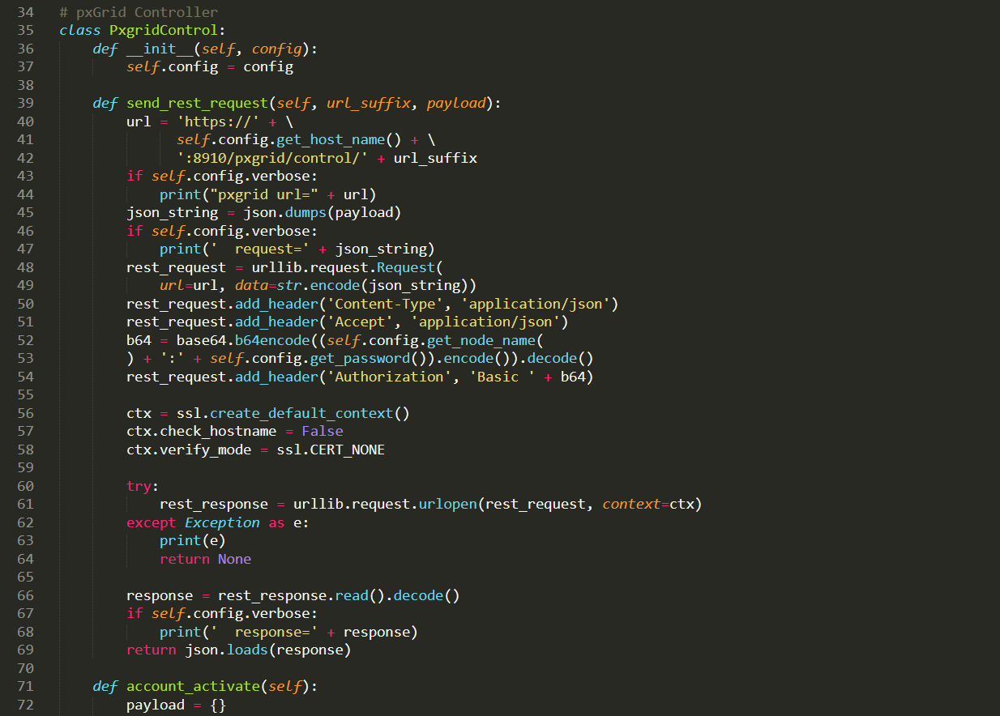 34 # pxGrid Controller
35 class PxgridControl:
36     def __init__(self, config):
37         self.config = config
38
39     def send_rest_request(self, url_suffix, payload):
40         url = 'https://' + \
41               self.config.get_host_name() + \
42               ':8910/pxgrid/control/' + url_suffix
43         if self.config.verbose:
44             print("pxgrid url=" + url)
45         json_string = json.dumps(payload)
46         if self.config.verbose:
47             print('  request=' + json_string)
48         rest_request = urllib.request.Request(
49             url=url, data=str.encode(json_string))
50         rest_request.add_header('Content-Type', 'application/json')
51         rest_request.add_header('Accept', 'application/json')
52         b64 = base64.b64encode((self.config.get_node_name(
53         ) + ':' + self.config.get_password()).encode()).decode()
54         rest_request.add_header('Authorization', 'Basic ' + b64)
55
56         ctx = ssl.create_default_context()
57         ctx.check_hostname = False
58         ctx.verify_mode = ssl.CERT_NONE
59
60         try:
61             rest_response = urllib.request.urlopen(rest_request, context=ctx)
62         except Exception as e:
63             print(e)
64             return None
65
66         response = rest_response.read().decode()
67         if self.config.verbose:
68             print('  response=' + response)
69         return json.loads(response)
70
71     def account_activate(self):
72         payload = {}